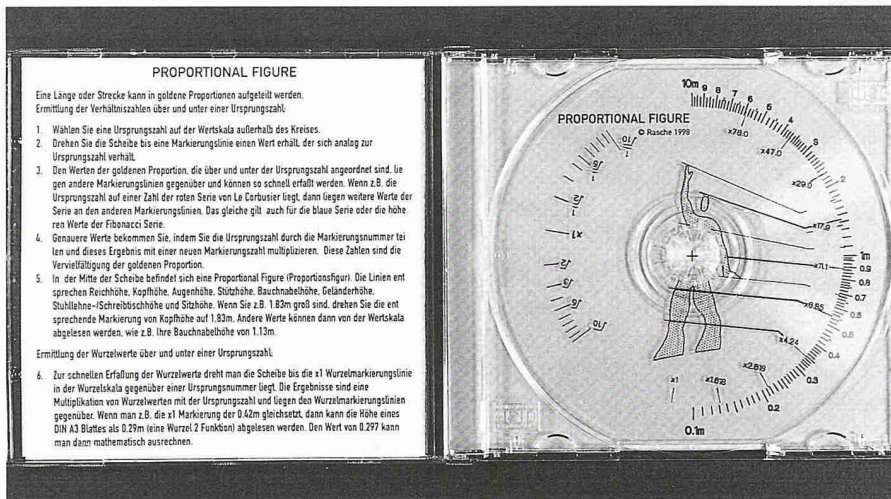 PROPORTIONAL FIGURE
Eine Länge oder Strecke kann in goldene Proportionen aufgeteilt werden.
Ermittlung der Verhältniszahlen über und unter einer Ursprungszahl:
1. Wählen Sie eine Ursprungszahl auf der Wertskala außerhalb des Kreises.
2. Drehen Sie die Scheibe bis eine Markierungslinie einen Wert erhält, der sich analog zur
Ursprungszahl verhält.
3. Den Werten der goldenen Proportion, die über und unter der Ursprungszahl angeordnet sind, lie
gen andere Markierungslinien gegenüber und können so schnell erfaßt werden. Wenn z.B. die
Ursprungszahl auf einer Zahl der roten Serie von Le Corbusier liegt, dann liegen weitere Werte der
Serie an den anderen Markierungslinien. Das gleiche gilt auch für die blaue Serie oder die höhe
ren Werte der Fibonacci Serie.
4. Genauere Werte bekommen Sie, indem Sie die Ursprungszahl durch die Markierungsnummer tei
len und dieses Ergebnis mit einer neuen Markierungszahl multiplizieren. Diese Zahlen sind die
Vervielfältigung der goldenen Proportion.
5. In der Mitte der Scheibe befindet sich eine Proportional Figure (Proportionsfigur). Die Linien ent
sprechen Reichhöhe, Kopfhöhe, Augenhöhe, Stützhöhe, Bauchnabelhöhe, Geländerhöhe,
Stuhllehne-/Schreibtischhöhe und Sitzhöhe. Wenn Sie z.B. 1.83m groß sind, drehen Sie die ent
sprechende Markierung von Kopfhöhe auf 1.83m. Andere Werte können dann von der Wertskala
abgelesen werden, wie z.B. Ihre Bauchnabelhöhe von 1.13m.
Ermittlung der Wurzelwerte über und unter einer Ursprungszahl:
6. Zur schnellen Erfaßung der Wurzelwerte dreht man die Scheibe bis die x1 Wurzelmarkierungslinie
in der Wurzelskala gegenüber einer Ursprungsnummer liegt. Die Ergebnisse sind eine
Multiplikation von Wurzelwerten mit der Ursprungszahl und liegen den Wurzelmarkierungslinien
gegenüber. Wenn man z.B. die x1 Markierung der 0.42m gleichsetzt, dann kann die Höhe eines
DIN A3 Blattes als 0.29m (eine Wurzel 2 Funktion) abgelesen werden. Den Wert von 0.297 kann
man dann mathematisch ausrechnen.
10m 9 8 7 6 5 4 3 2
1m 0.9 0.8 0.7 0.6 0.5 0.4 0.3 0.2 0.1m
PROPORTIONAL FIGURE
© Rasche 1998
x76.0
x47.0
x29.0
x17.9
x11.1
x6.85
x4.24
x2.618
x1.618
x1
1/√10
1/√5
1/√2
x1
√2
√3
√5
√10